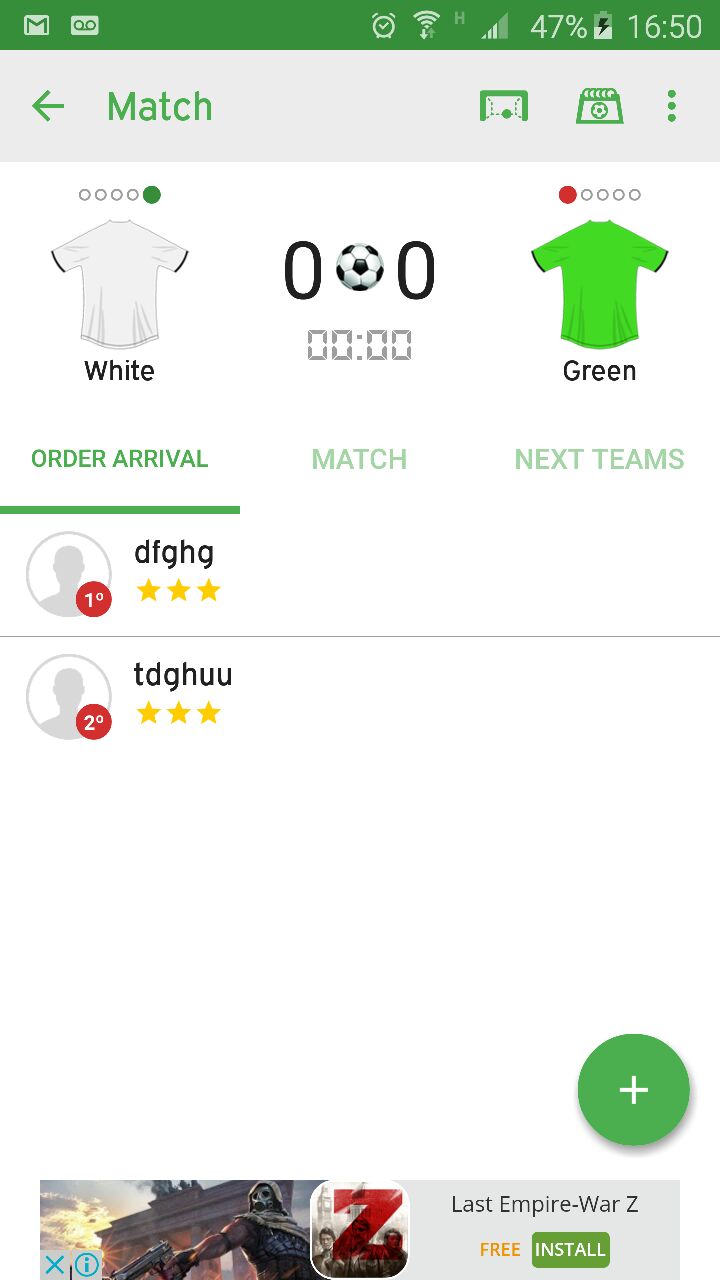 H 47% 16:50
Match
0 0
00:00
White
Green
ORDER ARRIVAL MATCH NEXT TEAMS
dfghg
1º
tdghuu
2º
Z
Last Empire-War Z
FREE INSTALL